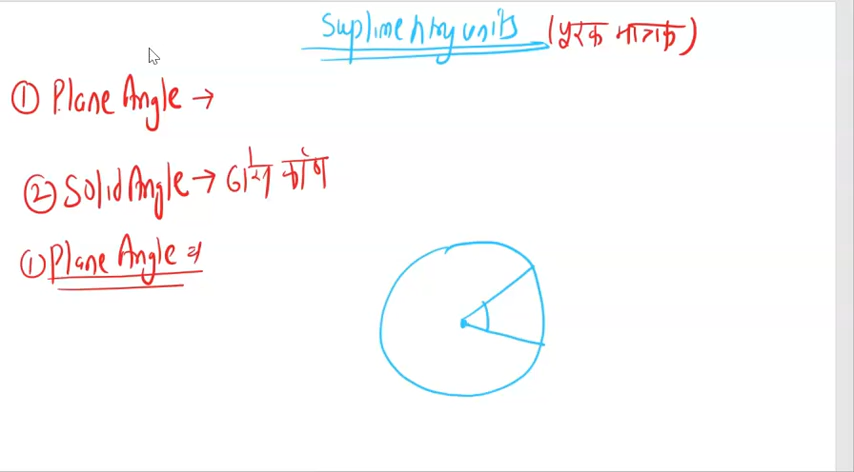 Suplimentry units (पुरक मात्रक)
① Plane Angle →
② Solid Angle → कोण
① Plane Angle ⇒